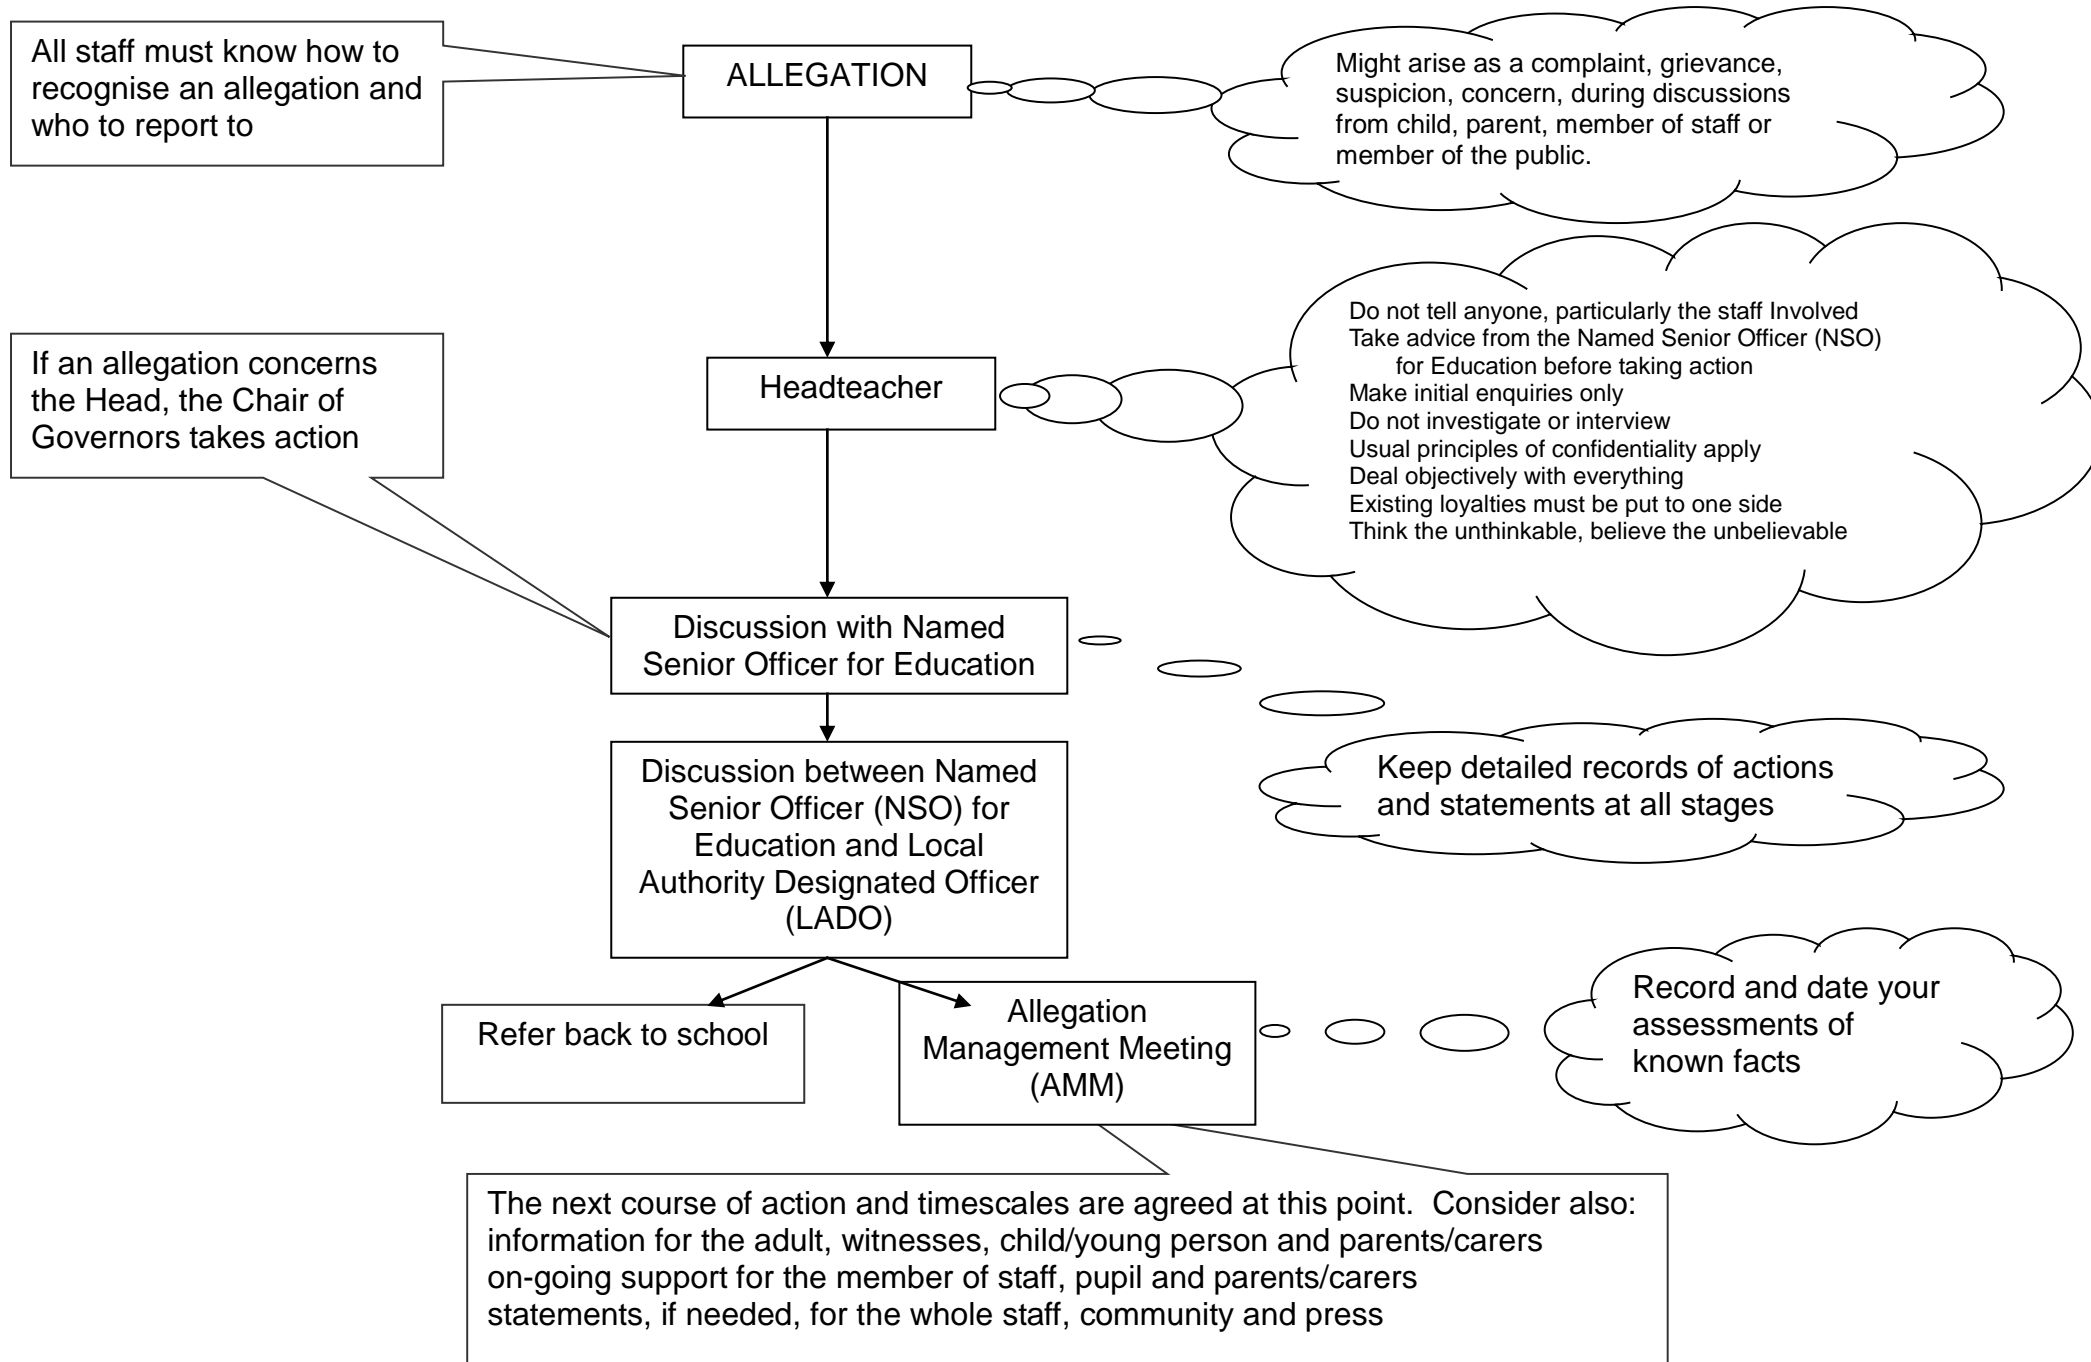 All staff must know how to
recognise an allegation and
who to report to
ALLEGATION
Might arise as a complaint, grievance,
suspicion, concern, during discussions
from child, parent, member of staff or
member of the public.
If an allegation concerns
the Head, the Chair of
Governors takes action
Headteacher
Do not tell anyone, particularly the staff Involved
Take advice from the Named Senior Officer (NSO)
for Education before taking action
Make initial enquiries only
Do not investigate or interview
Usual principles of confidentiality apply
Deal objectively with everything
Existing loyalties must be put to one side
Think the unthinkable, believe the unbelievable
Discussion with Named
Senior Officer for Education
Discussion between Named
Senior Officer (NSO) for
Education and Local
Authority Designated Officer
(LADO)
Keep detailed records of actions
and statements at all stages
Refer back to school
Allegation
Management Meeting
(AMM)
Record and date your
assessments of
known facts
The next course of action and timescales are agreed at this point.  Consider also:
information for the adult, witnesses, child/young person and parents/carers
on-going support for the member of staff, pupil and parents/carers
statements, if needed, for the whole staff, community and press